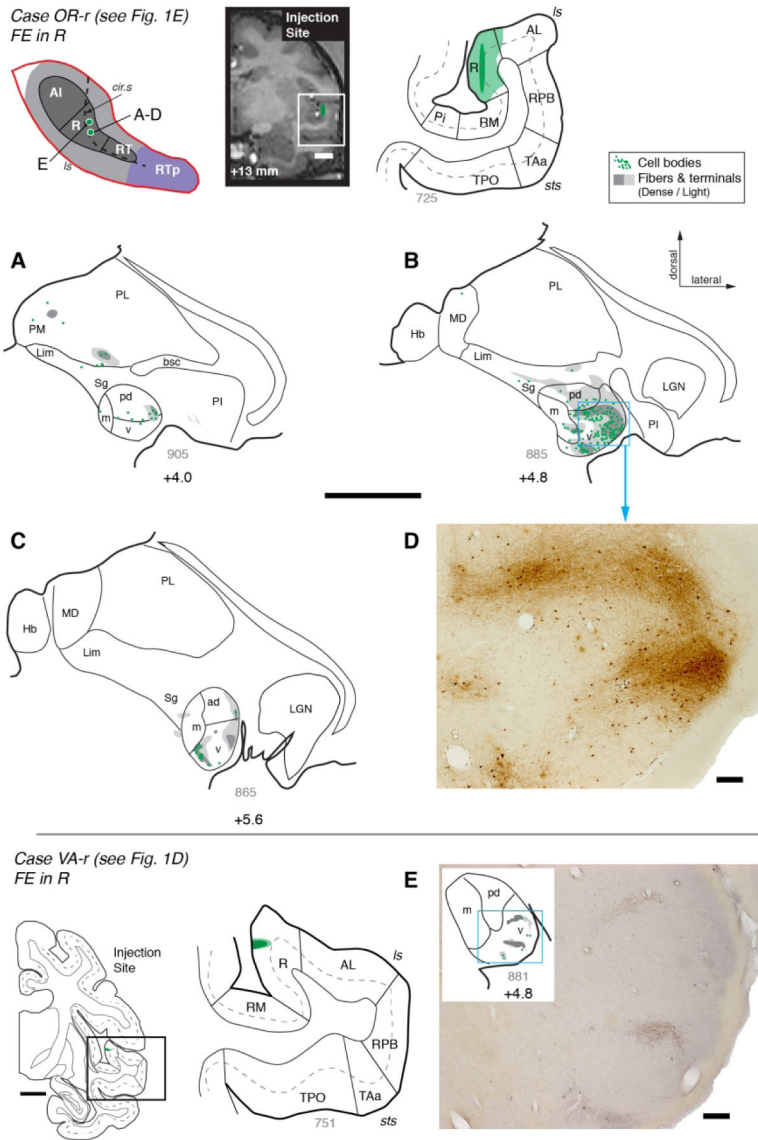 Case OR-r (see Fig. 1E)
FE in R
AI
cir.s
R
A-D
RT
E
ls
RTp
Injection
Site
+13 mm
ls
AL
R
RPB
Pi
RM
TAa
TPO
sts
725
Cell bodies
Fibers & terminals
(Dense / Light)
A
PL
PM
Lim
bsc
Sg
pd
PI
m
v
905
+4.0
B
dorsal
lateral
PL
MD
Hb
Lim
Sg
LGN
pd
m
v
PI
885
+4.8
C
PL
MD
Hb
Lim
Sg
ad
LGN
m
v
865
+5.6
D
Case VA-r (see Fig. 1D)
FE in R
Injection
Site
R
AL
ls
RM
RPB
TPO
TAa
751
sts
E
pd
m
v
881
+4.8